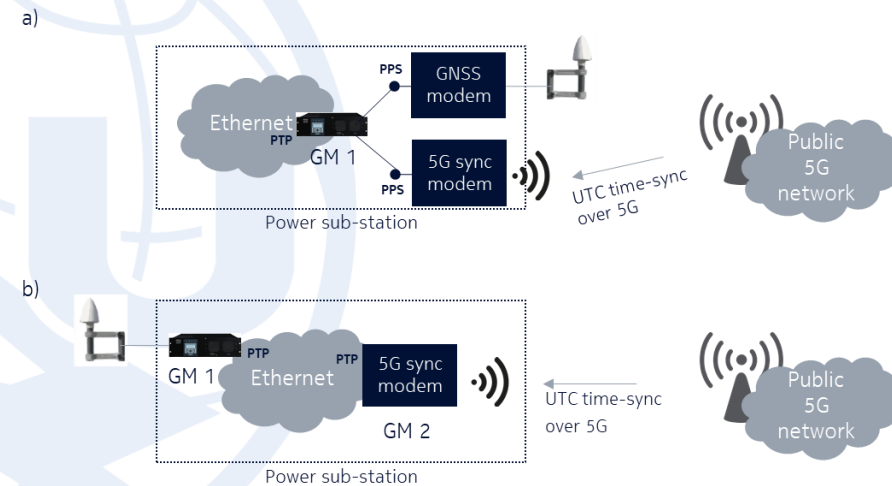 a)
PPS
GNSS
modem
Ethernet
PTP
GM 1
5G sync
modem
PPS
Power sub-station
UTC time-sync
over 5G
Public
5G
network
b)
GM 1
PTP
Ethernet
PTP
5G sync
modem
GM 2
Power sub-station
UTC time-sync
over 5G
Public
5G
network